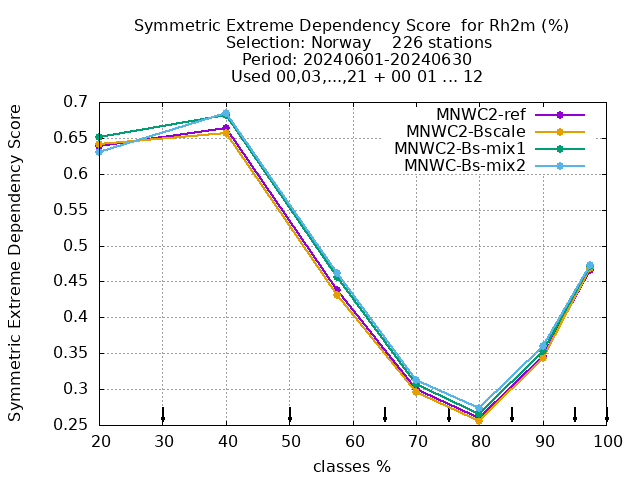 Symmetric Extreme Dependency Score  for Rh2m (%)
Selection: Norway    226 stations
Period: 20240601-20240630
Used 00,03,...,21 + 00 01 ... 12
Symmetric Extreme Dependency Score
0.7
0.65
0.6
0.55
0.5
0.45
0.4
0.35
0.3
0.25
MNWC2-ref
MNWC2-Bscale
MNWC2-Bs-mix1
MNWC-Bs-mix2
20 30 40 50 60 70 80 90 100
classes %